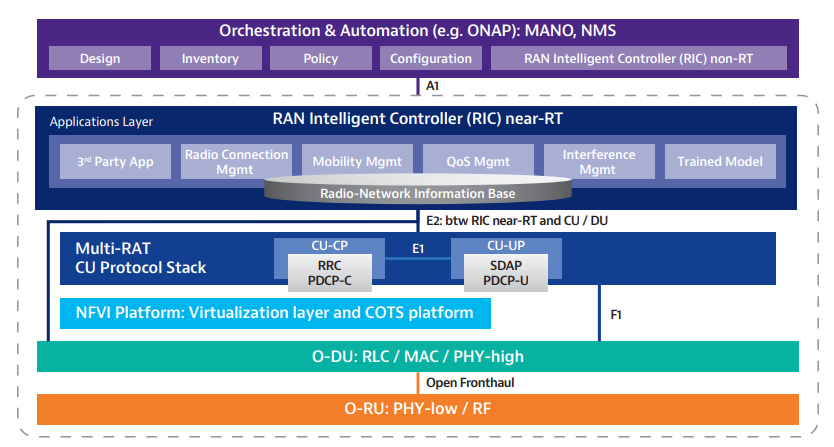 Orchestration & Automation (e.g. ONAP): MANO, NMS
Design
Inventory
Policy
Configuration
RAN Intelligent Controller (RIC) non-RT
A1
Applications Layer
RAN Intelligent Controller (RIC) near-RT
3rd Party App
Radio Connection
Mgmt
Mobility Mgmt
QoS Mgmt
Interference
Mgmt
Trained Model
Radio-Network Information Base
E2: btw RIC near-RT and CU / DU
Multi-RAT
CU Protocol Stack
CU-CP
RRC
PDCP-C
E1
CU-UP
SDAP
PDCP-U
NFVI Platform: Virtualization layer and COTS platform
F1
O-DU: RLC / MAC / PHY-high
Open Fronthaul
O-RU: PHY-low / RF